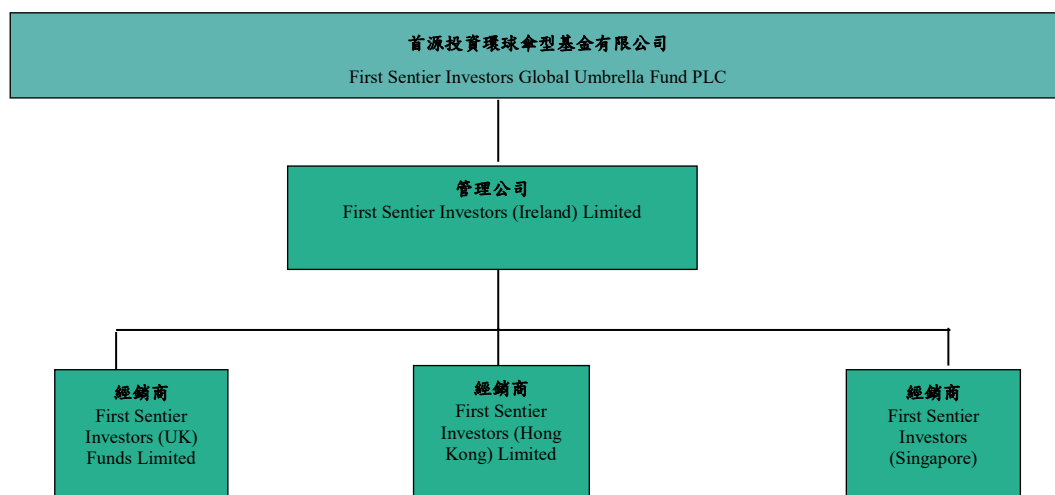 首源投資環球傘型基金有限公司
First Sentier Investors Global Umbrella Fund PLC
管理公司
First Sentier Investors (Ireland) Limited
經銷商
First Sentier
Investors (UK)
Funds Limited
經銷商
First Sentier
Investors (Hong
Kong) Limited
經銷商
First Sentier
Investors
(Singapore)